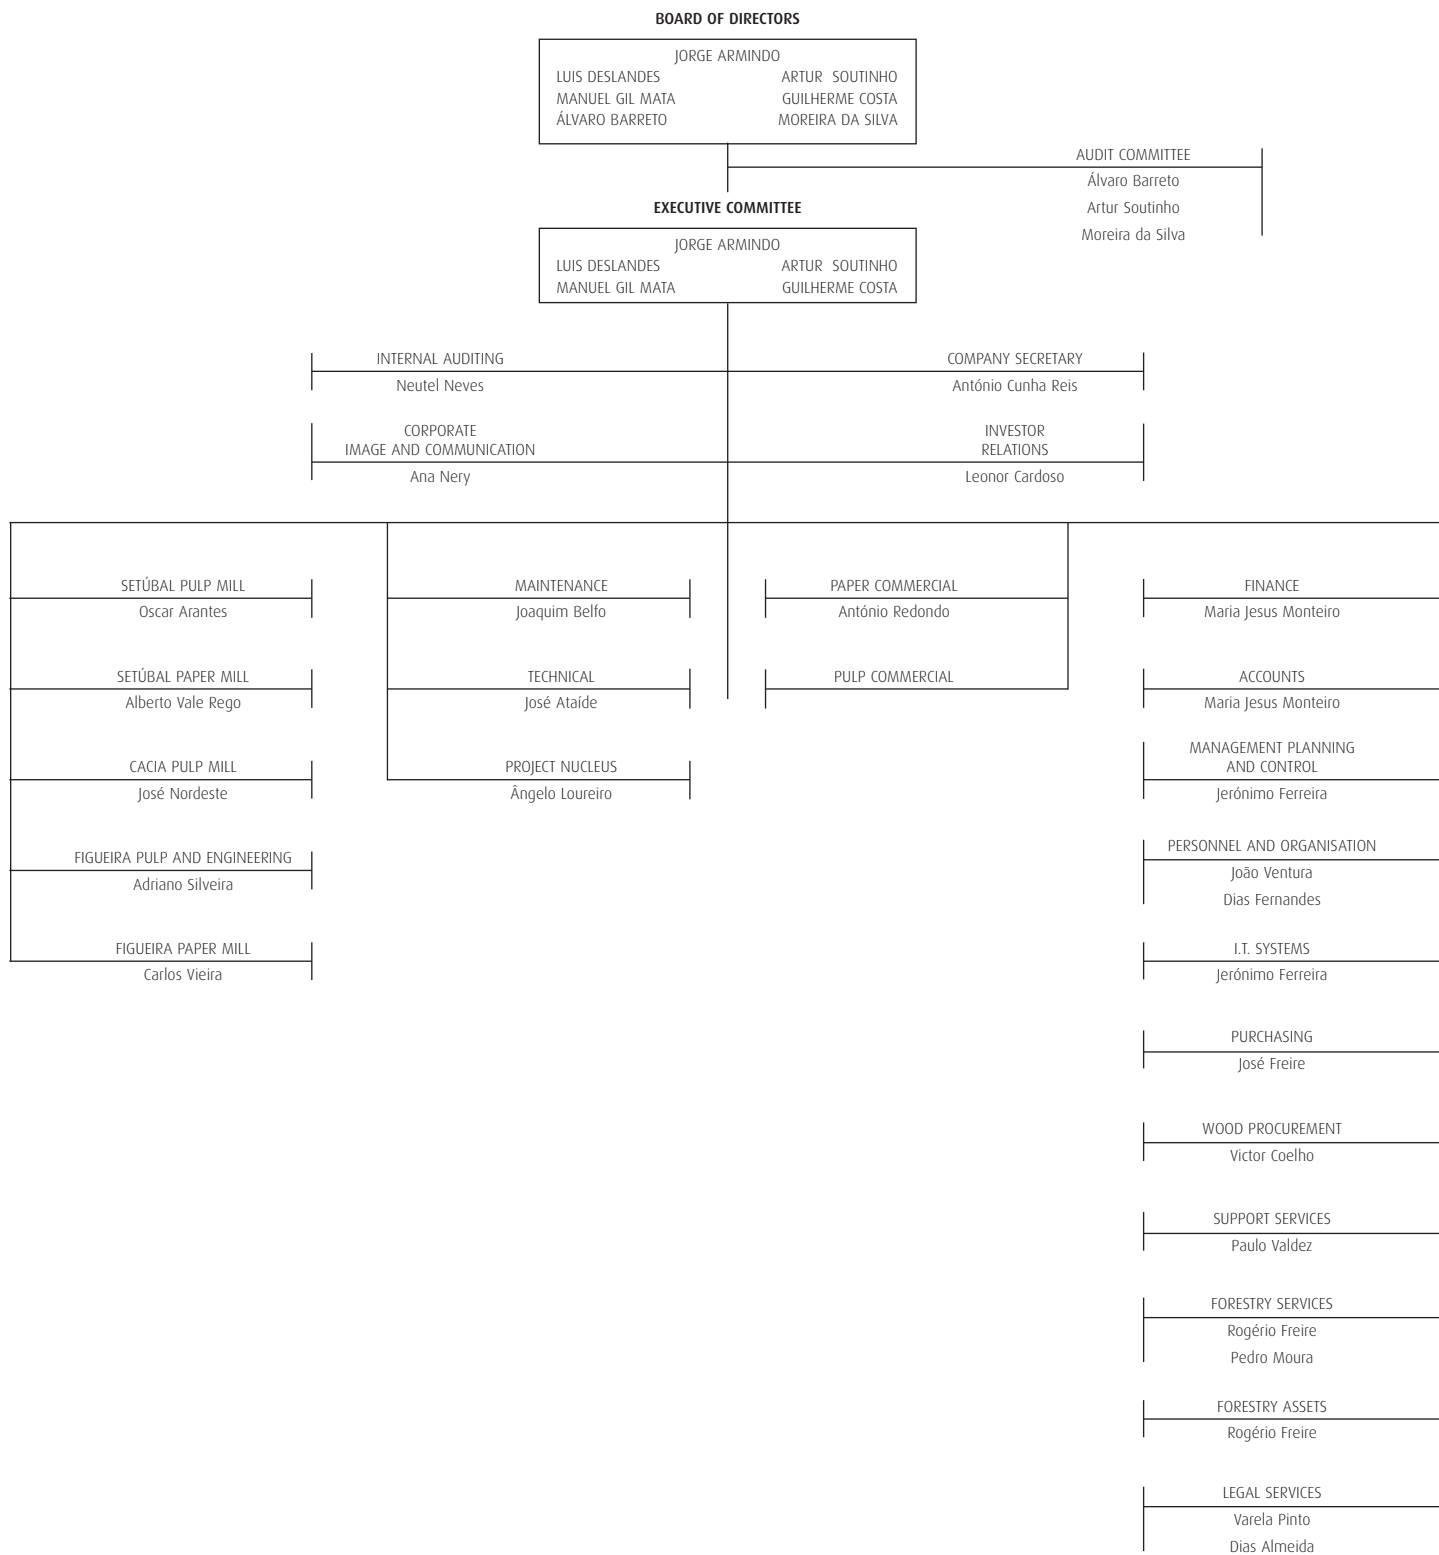 BOARD OF DIRECTORS
JORGE ARMINDO
LUIS DESLANDES
ARTUR SOUTINHO
MANUEL GIL MATA
GUILHERME COSTA
ÁLVARO BARRETO
MOREIRA DA SILVA
AUDIT COMMITTEE
Álvaro Barreto
Artur Soutinho
Moreira da Silva
EXECUTIVE COMMITTEE
JORGE ARMINDO
LUIS DESLANDES
ARTUR SOUTINHO
MANUEL GIL MATA
GUILHERME COSTA
INTERNAL AUDITING
Neutel Neves
COMPANY SECRETARY
António Cunha Reis
CORPORATE
IMAGE AND COMMUNICATION
Ana Nery
INVESTOR
RELATIONS
Leonor Cardoso
SETÚBAL PULP MILL
Oscar Arantes
SETÚBAL PAPER MILL
Alberto Vale Rego
CACIA PULP MILL
José Nordeste
FIGUEIRA PULP AND ENGINEERING
Adriano Silveira
FIGUEIRA PAPER MILL
Carlos Vieira
MAINTENANCE
Joaquim Belfo
TECHNICAL
José Ataíde
PROJECT NUCLEUS
Ângelo Loureiro
PAPER COMMERCIAL
António Redondo
PULP COMMERCIAL
FINANCE
Maria Jesus Monteiro
ACCOUNTS
Maria Jesus Monteiro
MANAGEMENT PLANNING
AND CONTROL
Jerónimo Ferreira
PERSONNEL AND ORGANISATION
João Ventura
Dias Fernandes
I.T. SYSTEMS
Jerónimo Ferreira
PURCHASING
José Freire
WOOD PROCUREMENT
Victor Coelho
SUPPORT SERVICES
Paulo Valdez
FORESTRY SERVICES
Rogério Freire
Pedro Moura
FORESTRY ASSETS
Rogério Freire
LEGAL SERVICES
Varela Pinto
Dias Almeida